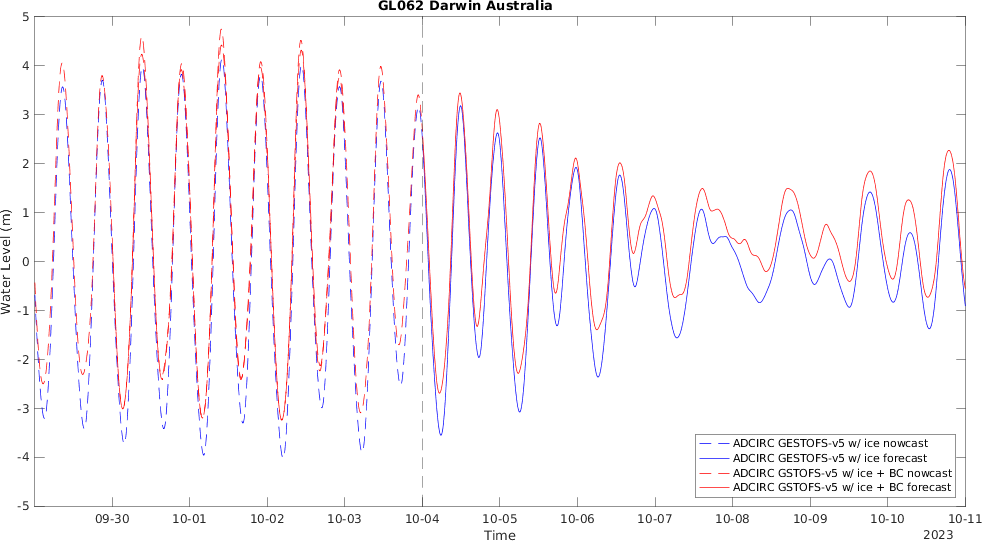 GL062 Darwin Australia
Water Level (m)
5
4
3
2
1
0
-1
-2
-3
-4
-5
ADCIRC GESTOFS-v5 w/ ice nowcast
ADCIRC GESTOFS-v5 w/ ice forecast
ADCIRC GSTOFS-v5 w/ ice + BC nowcast
ADCIRC GSTOFS-v5 w/ ice + BC forecast
09-30 10-01 10-02 10-03 10-04 10-05 10-06 10-07 10-08 10-09 10-10 10-11
Time
2023